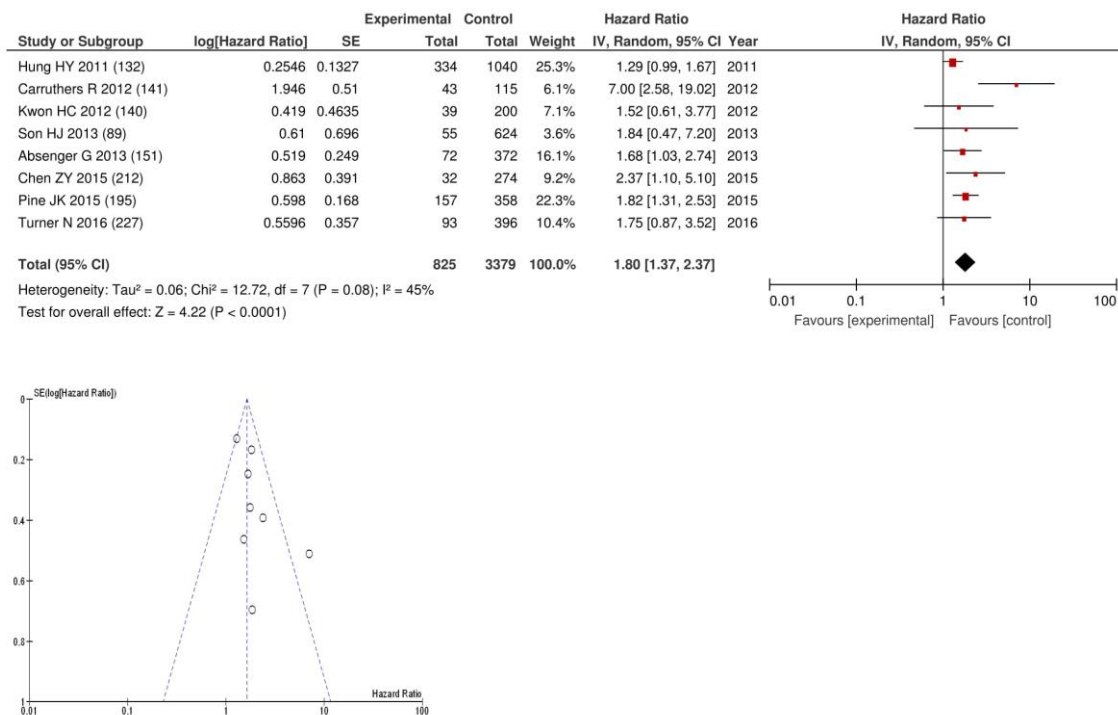 Experimental Control Hazard Ratio Hazard Ratio
Study or Subgroup log[Hazard Ratio] SE Total Total Weight IV, Random, 95% CI Year IV, Random, 95% CI
Hung HY 2011 (132) 0.2546 0.1327 334 1040 25.3% 1.29 [0.99, 1.67] 2011
Carruthers R 2012 (141) 1.946 0.51 43 115 6.1% 7.00 [2.58, 19.02] 2012
Kwon HC 2012 (140) 0.419 0.4635 39 200 7.1% 1.52 [0.61, 3.77] 2012
Son HJ 2013 (89) 0.61 0.696 55 624 3.6% 1.84 [0.47, 7.20] 2013
Absenger G 2013 (151) 0.519 0.249 72 372 16.1% 1.68 [1.03, 2.74] 2013
Chen ZY 2015 (212) 0.863 0.391 32 274 9.2% 2.37 [1.10, 5.10] 2015
Pine JK 2015 (195) 0.598 0.168 157 358 22.3% 1.82 [1.31, 2.53] 2015
Turner N 2016 (227) 0.5596 0.357 93 396 10.4% 1.75 [0.87, 3.52] 2016
Total (95% CI) 825 3379 100.0% 1.80 [1.37, 2.37]
Heterogeneity: Tau² = 0.06; Chi² = 12.72, df = 7 (P = 0.08); I² = 45%
Test for overall effect: Z = 4.22 (P < 0.0001)
0.01 0.1 1 10 100
Favours [experimental] Favours [control]
SE(log[Hazard Ratio])
0
0.2
0.4
0.6
0.8
1
Hazard Ratio
0.01 0.1 1 10 100